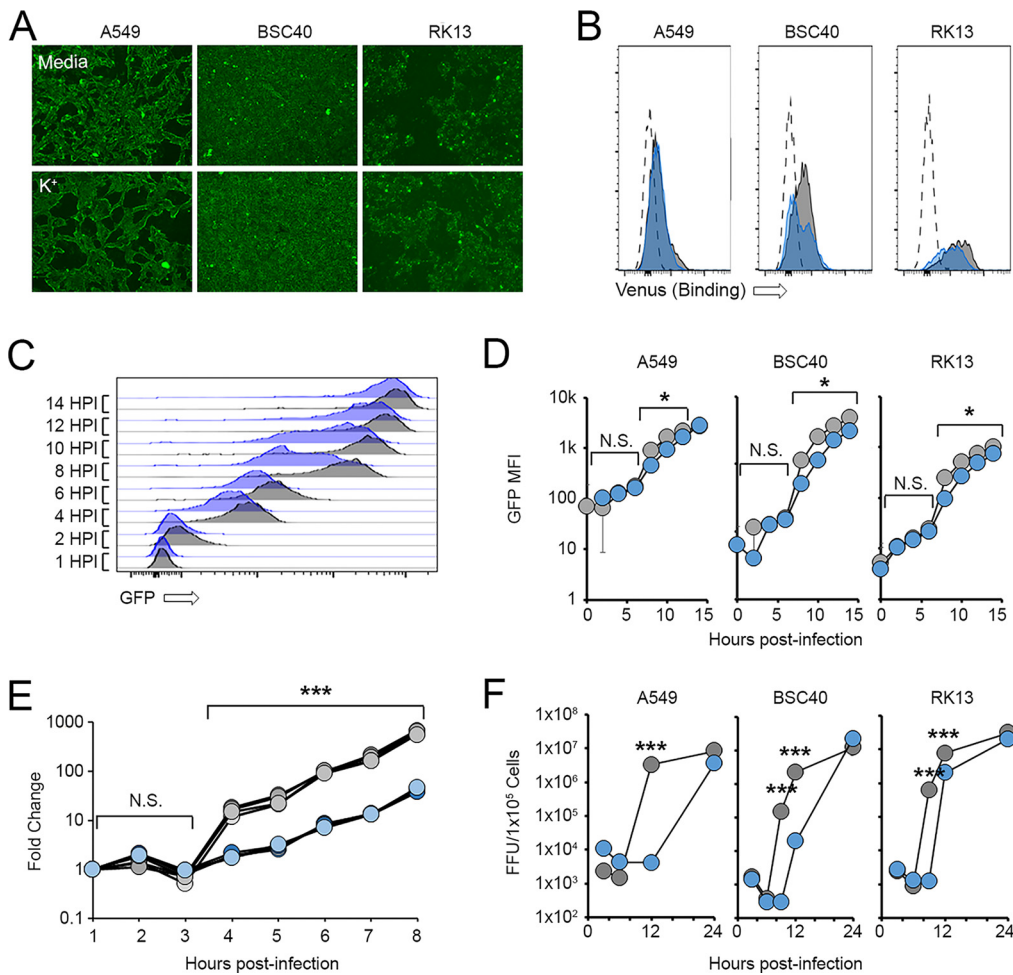 A
A549
BSC40
RK13
Media
K⁺
B
A549
BSC40
RK13
Venus (Binding)
C
14 HPI
12 HPI
10 HPI
8 HPI
6 HPI
4 HPI
2 HPI
1 HPI
GFP
D
A549
BSC40
RK13
GFP MFI
10k
1k
100
10
1
N.S.
*
N.S.
*
N.S.
*
0 5 10 15
0 5 10 15
0 5 10 15
Hours post-infection
E
Fold Change
1000
100
10
1
0.1
N.S.
***
1 2 3 4 5 6 7 8
Hours post-infection
F
A549
BSC40
RK13
FFU/1x10⁵ Cells
1x10⁸
1x10⁷
1x10⁶
1x10⁵
1x10⁴
1x10³
1x10²
***
***
***
***
***
0 12 24
0 12 24
0 12 24
Hours post-infection